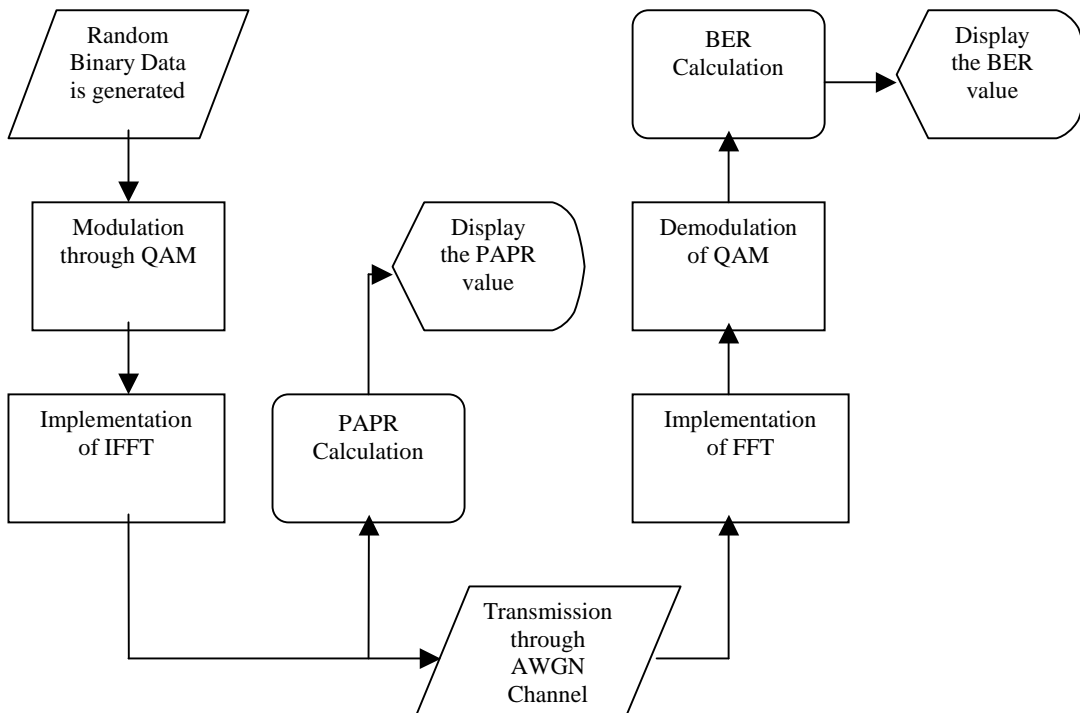 Random
Binary Data
is generated
Modulation
through QAM
Implementation
of IFFT
PAPR
Calculation
Display
the PAPR
value
Transmission
through
AWGN
Channel
Implementation
of FFT
Demodulation
of QAM
BER
Calculation
Display
the BER
value